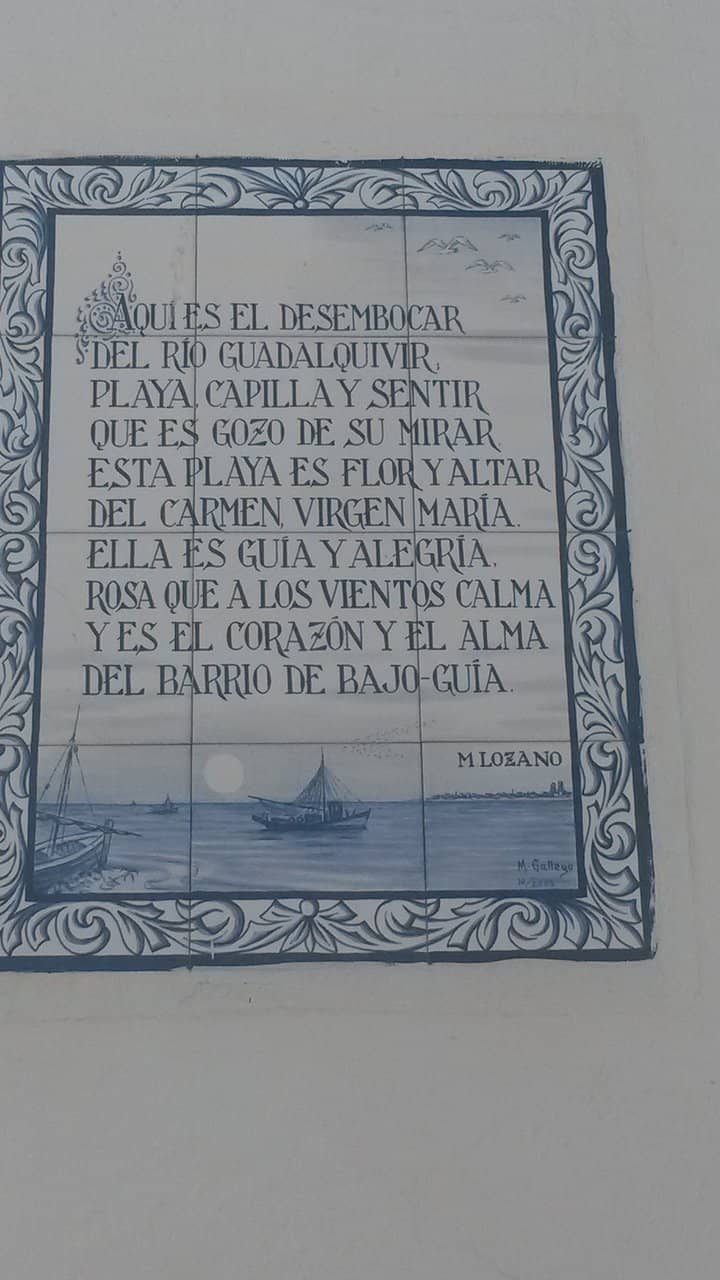 AQUÍ ES EL DESEMBOCAR
DEL RÍO GUADALQUIVIR,
PLAYA, CAPILLA Y SENTIR
QUE ES GOZO DE SU MIRAR.
ESTA PLAYA ES FLOR Y ALTAR
DEL CARMEN, VIRGEN MARÍA.
ELLA ES GUÍA Y ALEGRÍA,
ROSA QUE A LOS VIENTOS CALMA
Y ES EL CORAZÓN Y EL ALMA
DEL BARRIO DE BAJO-GUÍA.
M. LOZANO
M. Gallego